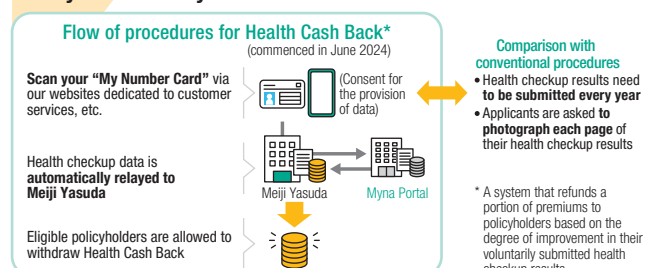 Flow of procedures for Health Cash Back*
(commenced in June 2024)
Scan your “My Number Card” via
our websites dedicated to customer
services, etc.
(Consent for
the provision
of data)
Health checkup data is
automatically relayed to
Meiji Yasuda
Meiji Yasuda
Myna Portal
Eligible policyholders are allowed to
withdraw Health Cash Back
Comparison with
conventional procedures
• Health checkup results need
to be submitted every year
• Applicants are asked to
photograph each page of
their health checkup results
* A system that refunds a
portion of premiums to
policyholders based on the
degree of improvement in their
voluntarily submitted health
checkup results